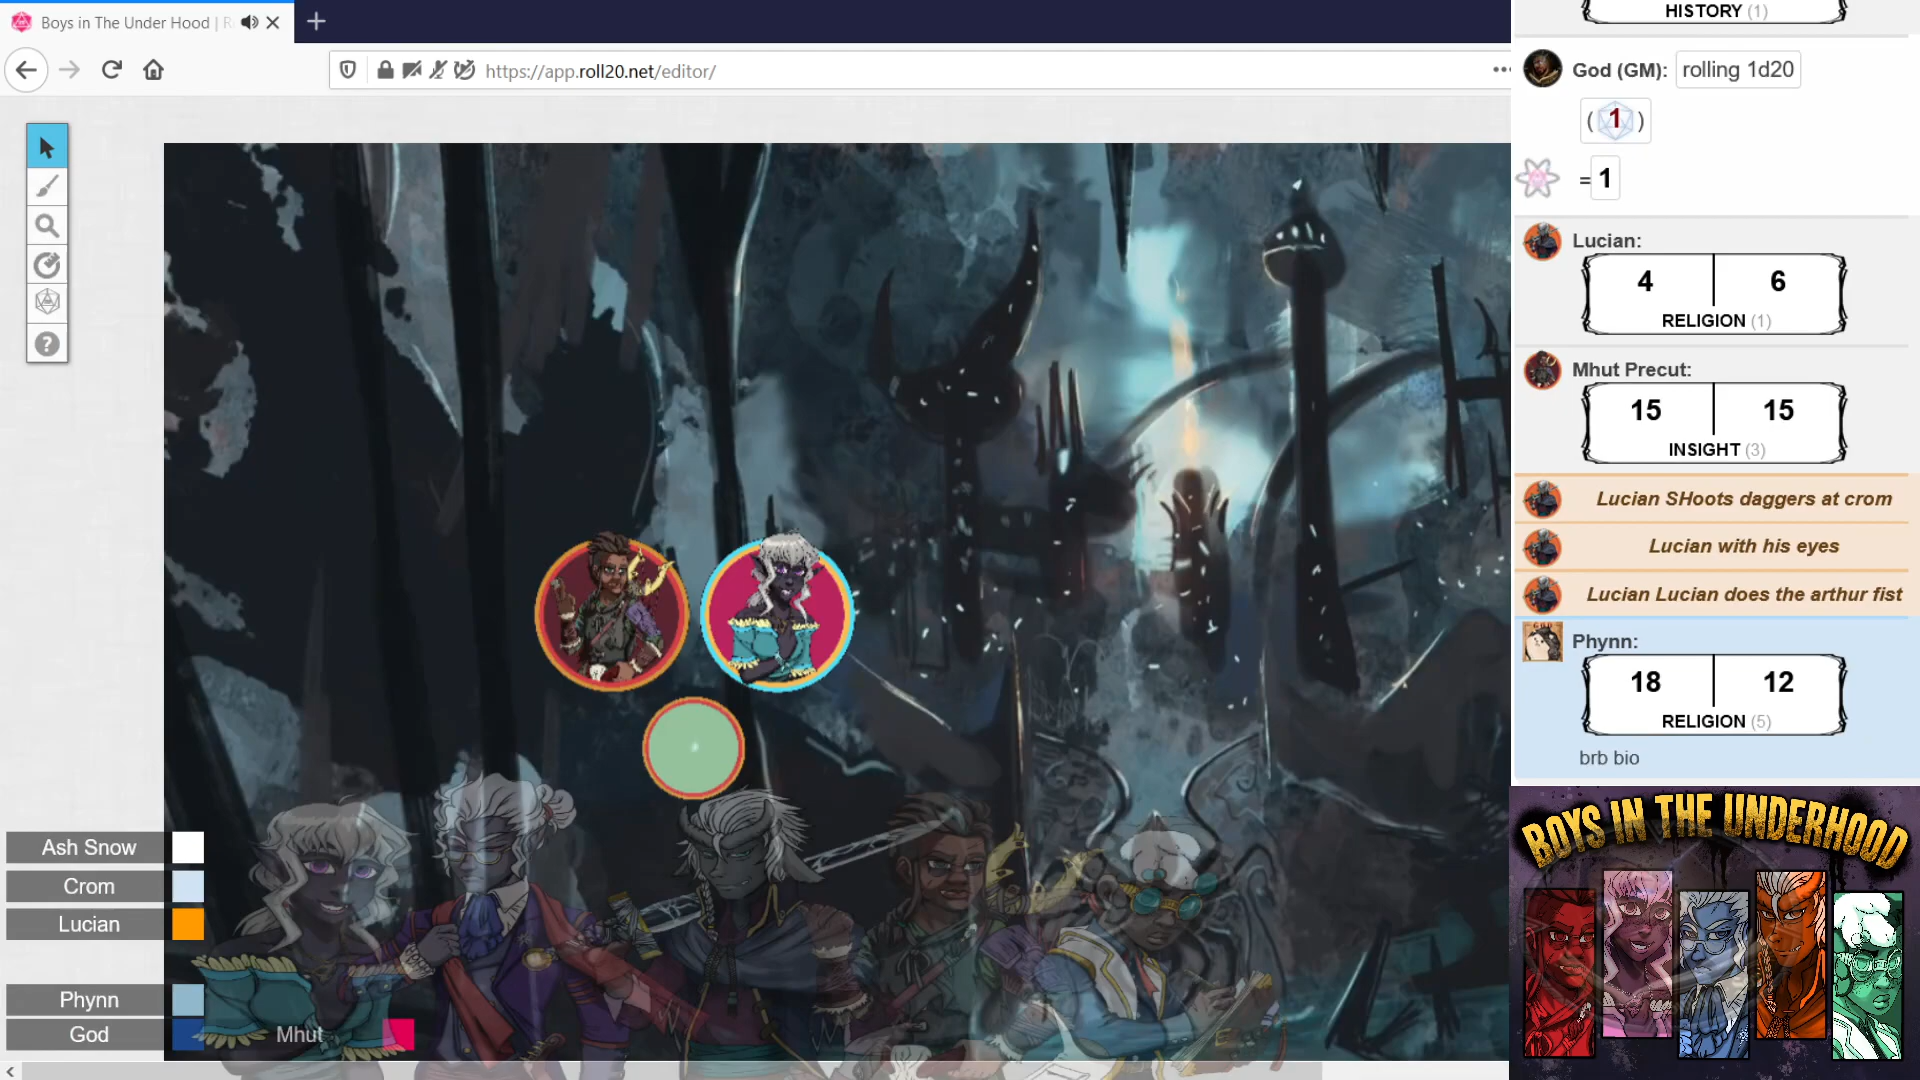 Boys in The Under Hood | R
https://app.roll20.net/editor/
HISTORY (1)
God (GM): rolling 1d20
( 1 )
= 1
Lucian:
4 6
RELIGION (1)
Mhut Precut:
15 15
INSIGHT (3)
Lucian SHoots daggers at crom
Lucian with his eyes
Lucian Lucian does the arthur fist
Phynn:
18 12
RELIGION (5)
brb bio
Ash Snow
Crom
Lucian
Phynn
God
Mhut
BOYS IN THE UNDERHOOD